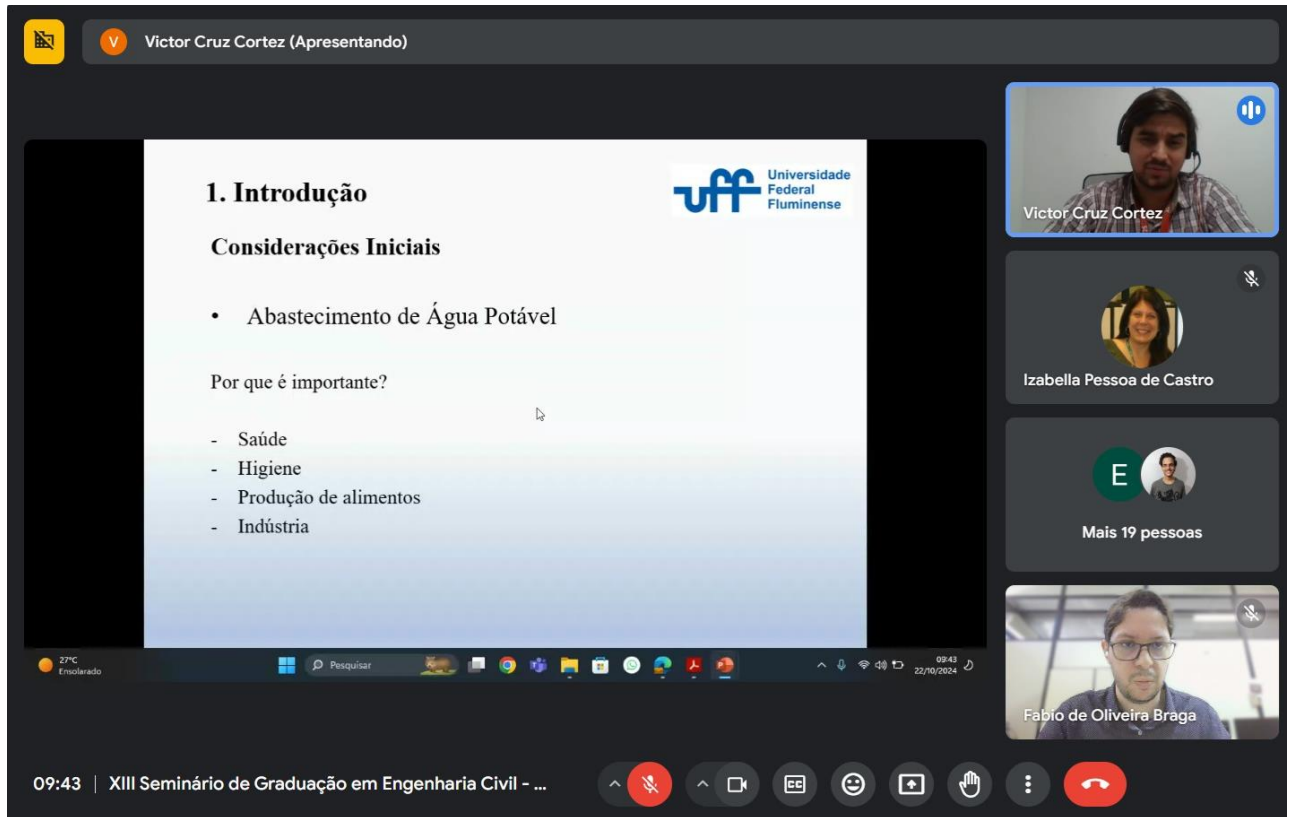 V Victor Cruz Cortez (Apresentando)
1. Introdução
uff Universidade
Federal
Fluminense
Considerações Iniciais
• Abastecimento de Água Potável
Por que é importante?
- Saúde
- Higiene
- Produção de alimentos
- Indústria
27°C
Ensolarado
Pesquisar
09:43
22/10/2024
Victor Cruz Cortez
Izabella Pessoa de Castro
E
Mais 19 pessoas
Fabio de Oliveira Braga
09:43 | XIII Seminário de Graduação em Engenharia Civil - ...
CC